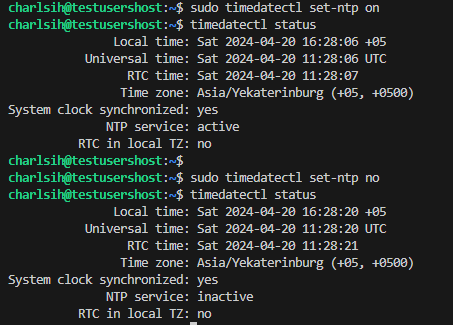 charlsih@testusershost:~$ sudo timedatectl set-ntp on
charlsih@testusershost:~$ timedatectl status
Local time: Sat 2024-04-20 16:28:06 +05
Universal time: Sat 2024-04-20 11:28:06 UTC
RTC time: Sat 2024-04-20 11:28:07
Time zone: Asia/Yekaterinburg (+05, +0500)
System clock synchronized: yes
NTP service: active
RTC in local TZ: no
charlsih@testusershost:~$
charlsih@testusershost:~$ sudo timedatectl set-ntp no
charlsih@testusershost:~$ timedatectl status
Local time: Sat 2024-04-20 16:28:20 +05
Universal time: Sat 2024-04-20 11:28:20 UTC
RTC time: Sat 2024-04-20 11:28:21
Time zone: Asia/Yekaterinburg (+05, +0500)
System clock synchronized: yes
NTP service: inactive
RTC in local TZ: no